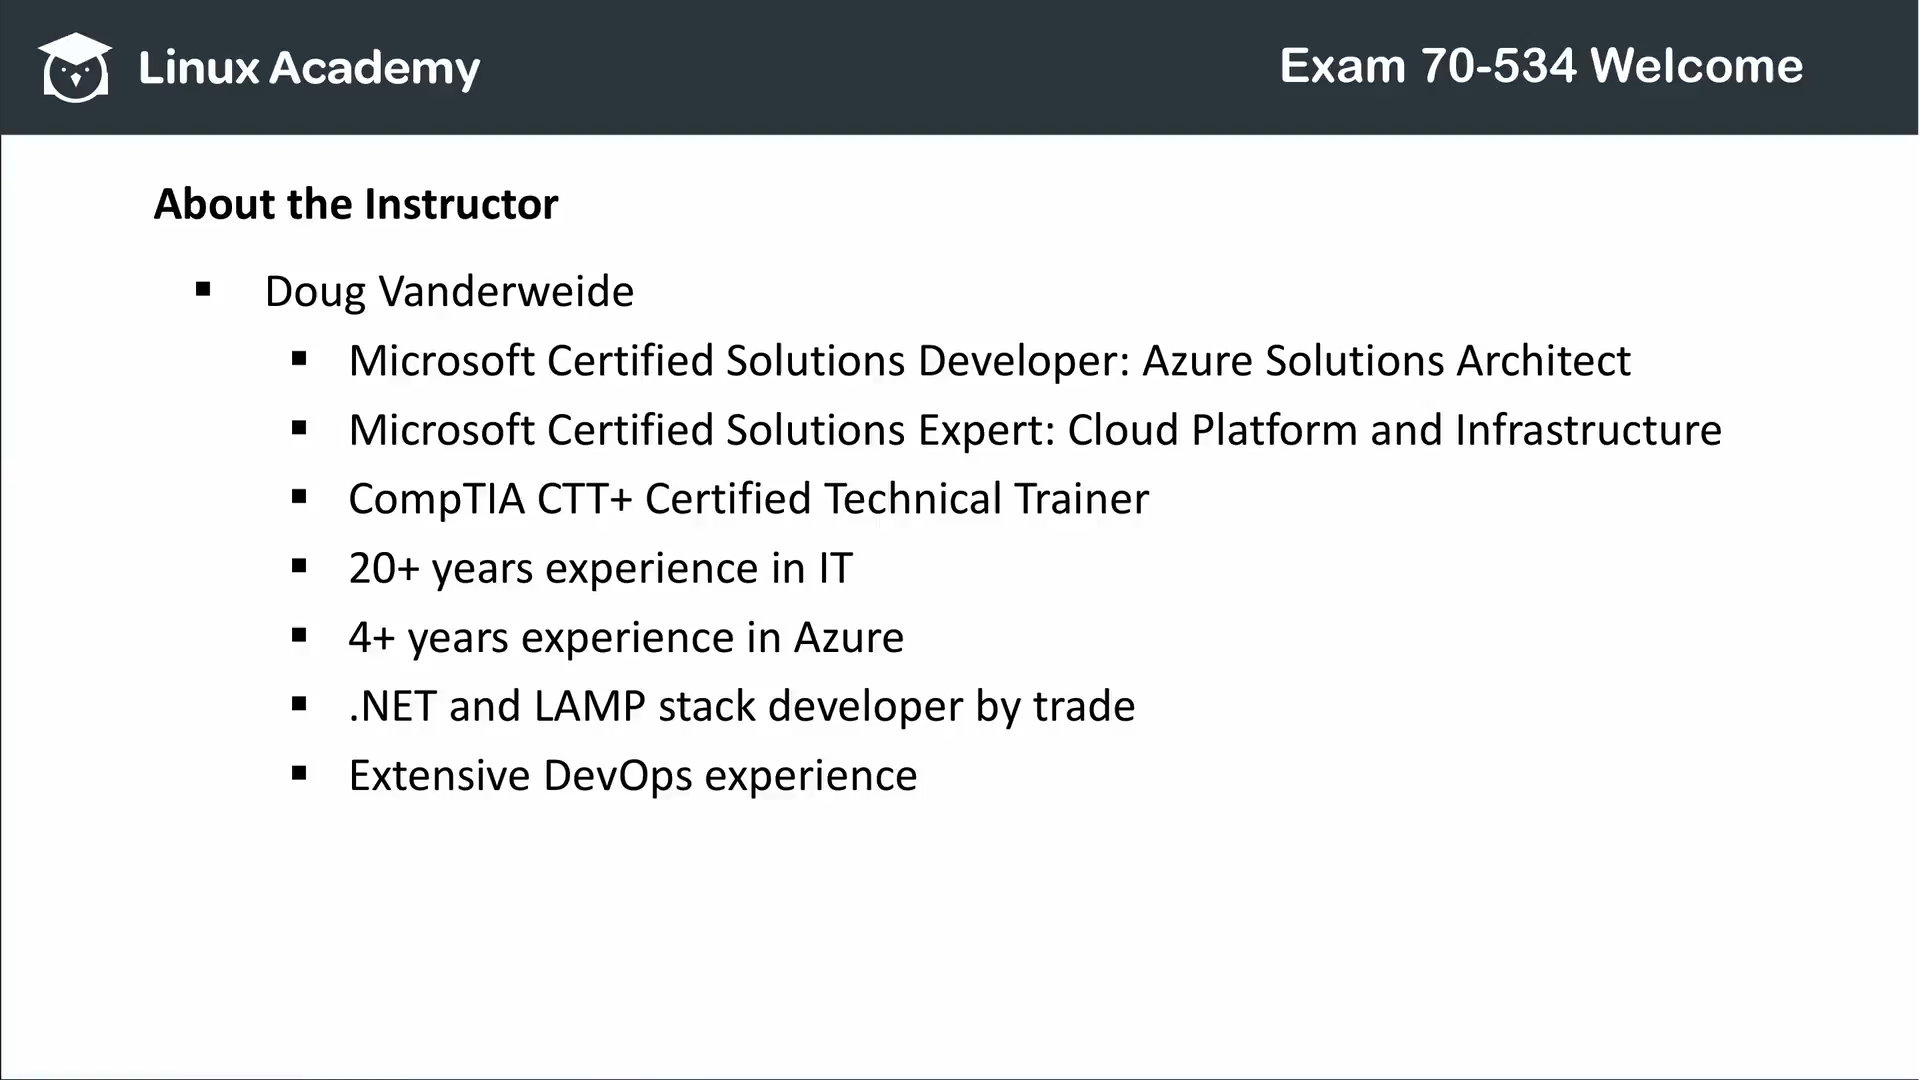 Linux Academy
Exam 70-534 Welcome
About the Instructor
▪ Doug Vanderweide
▪ Microsoft Certified Solutions Developer: Azure Solutions Architect
▪ Microsoft Certified Solutions Expert: Cloud Platform and Infrastructure
▪ CompTIA CTT+ Certified Technical Trainer
▪ 20+ years experience in IT
▪ 4+ years experience in Azure
▪ .NET and LAMP stack developer by trade
▪ Extensive DevOps experience